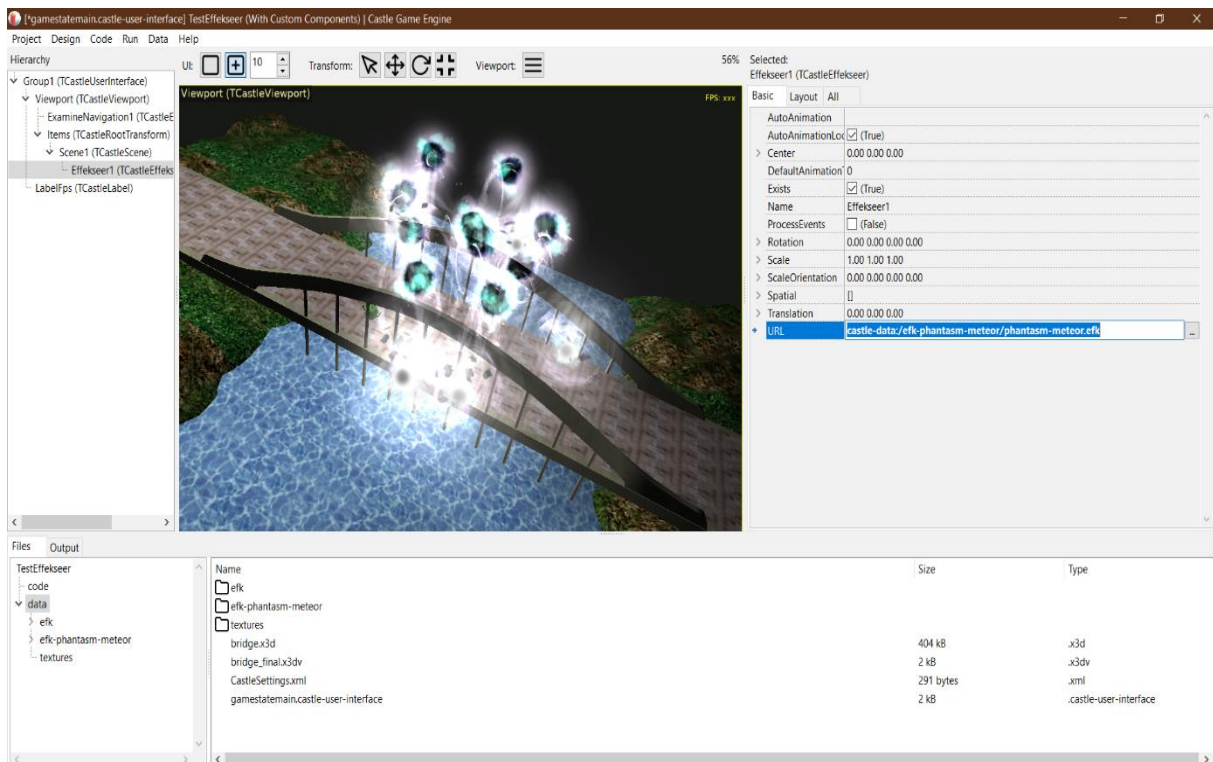 [*gamestatemain.castle-user-interface] TestEffekseer (With Custom Components) | Castle Game Engine
Project Design Code Run Data Help
Hierarchy
Group1 (TCastleUserInterface)
Viewport (TCastleViewport)
ExamineNavigation1 (TCastleE
Items (TCastleRootTransform)
Scene1 (TCastleScene)
Effekseer1 (TCastleEffeks
LabelFps (TCastleLabel)
UI: 10 Transform: Viewport: 56%
Viewport (TCastleViewport) FPS: xxx
Selected:
Effekseer1 (TCastleEffekseer)
Basic Layout All
AutoAnimation
AutoAnimationLoo (True)
Center 0.00 0.00 0.00
DefaultAnimationT 0
Exists (True)
Name Effekseer1
ProcessEvents (False)
Rotation 0.00 0.00 0.00 0.00
Scale 1.00 1.00 1.00
ScaleOrientation 0.00 0.00 0.00 0.00
Spatial []
Translation 0.00 0.00 0.00
URL castle-data:/efk-phantasm-meteor/phantasm-meteor.efk ...
Files Output
TestEffekseer
code
data
efk
efk-phantasm-meteor
textures
Name Size Type
efk
efk-phantasm-meteor
textures
bridge.x3d 404 kB .x3d
bridge_final.x3dv 2 kB .x3dv
CastleSettings.xml 291 bytes .xml
gamestatemain.castle-user-interface 2 kB .castle-user-interface